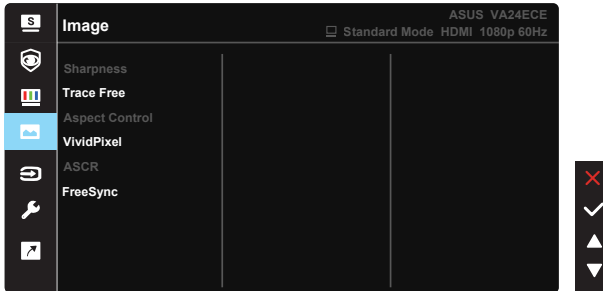 S
Image
ASUS VA24ECE
Standard Mode HDMI 1080p 60Hz
Sharpness
Trace Free
Aspect Control
VividPixel
ASCR
FreeSync